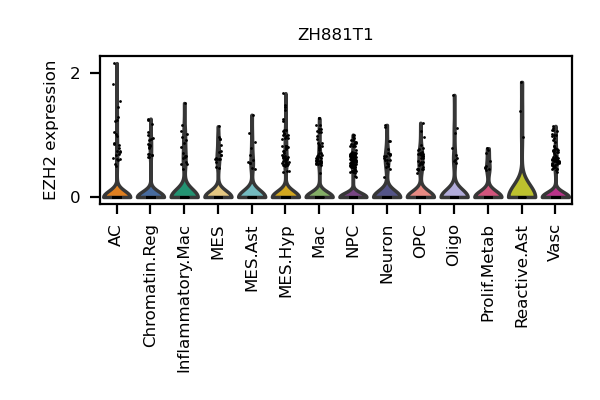 ZH881T1
EZH2 expression
2
0
AC
Chromatin.Reg
Inflammatory.Mac
MES
MES.Ast
MES.Hyp
Mac
NPC
Neuron
OPC
Oligo
Prolif.Metab
Reactive.Ast
Vasc